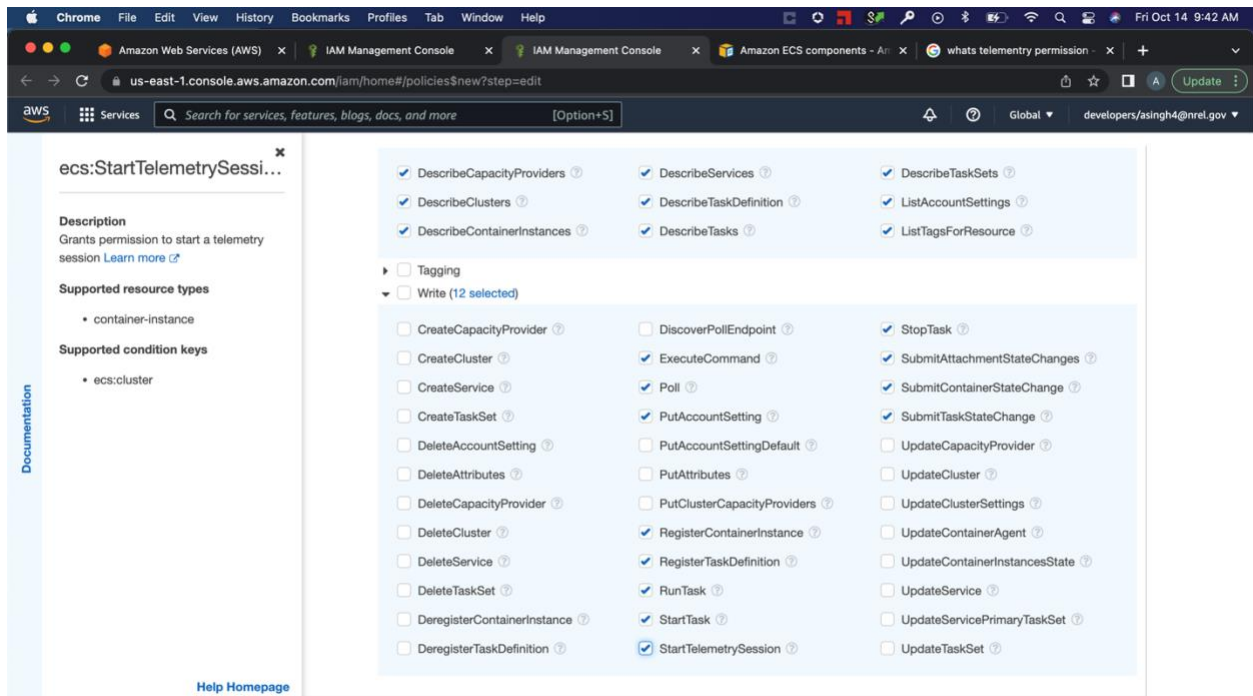 Chrome File Edit View History Bookmarks Profiles Tab Window Help Fri Oct 14 9:42 AM
Amazon Web Services (AWS) IAM Management Console IAM Management Console Amazon ECS components - Am whats telementry permission -
us-east-1.console.aws.amazon.com/iam/home#/policies$new?step=edit A Update
aws Services Search for services, features, blogs, docs, and more [Option+S] Global developers/asingh4@nrel.gov
Documentation
ecs:StartTelemetrySessi...
Description
Grants permission to start a telemetry
session Learn more
Supported resource types
• container-instance
Supported condition keys
• ecs:cluster
Help Homepage
DescribeCapacityProviders DescribeServices DescribeTaskSets
DescribeClusters DescribeTaskDefinition ListAccountSettings
DescribeContainerInstances DescribeTasks ListTagsForResource
Tagging
Write (12 selected)
CreateCapacityProvider DiscoverPollEndpoint StopTask
CreateCluster ExecuteCommand SubmitAttachmentStateChanges
CreateService Poll SubmitContainerStateChange
CreateTaskSet PutAccountSetting SubmitTaskStateChange
DeleteAccountSetting PutAccountSettingDefault UpdateCapacityProvider
DeleteAttributes PutAttributes UpdateCluster
DeleteCapacityProvider PutClusterCapacityProviders UpdateClusterSettings
DeleteCluster RegisterContainerInstance UpdateContainerAgent
DeleteService RegisterTaskDefinition UpdateContainerInstancesState
DeleteTaskSet RunTask UpdateService
DeregisterContainerInstance StartTask UpdateServicePrimaryTaskSet
DeregisterTaskDefinition StartTelemetrySession UpdateTaskSet